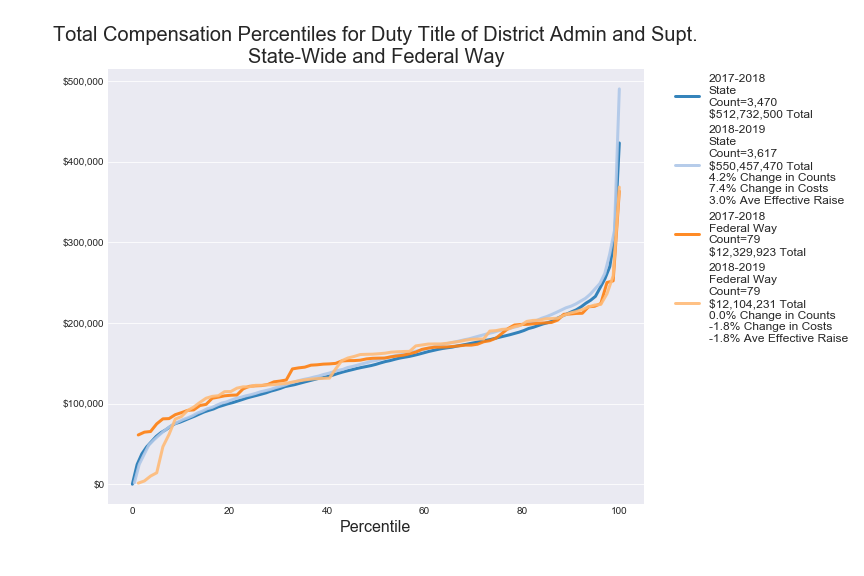 Total Compensation Percentiles for Duty Title of District Admin and Supt.
State-Wide and Federal Way
$500,000
$400,000
$300,000
$200,000
$100,000
$0
0
20
40
60
80
100
Percentile
2017-2018
State
Count=3,470
$512,732,500 Total
2018-2019
State
Count=3,617
$550,457,470 Total
4.2% Change in Counts
7.4% Change in Costs
3.0% Ave Effective Raise
2017-2018
Federal Way
Count=79
$12,329,923 Total
2018-2019
Federal Way
Count=79
$12,104,231 Total
0.0% Change in Counts
-1.8% Change in Costs
-1.8% Ave Effective Raise